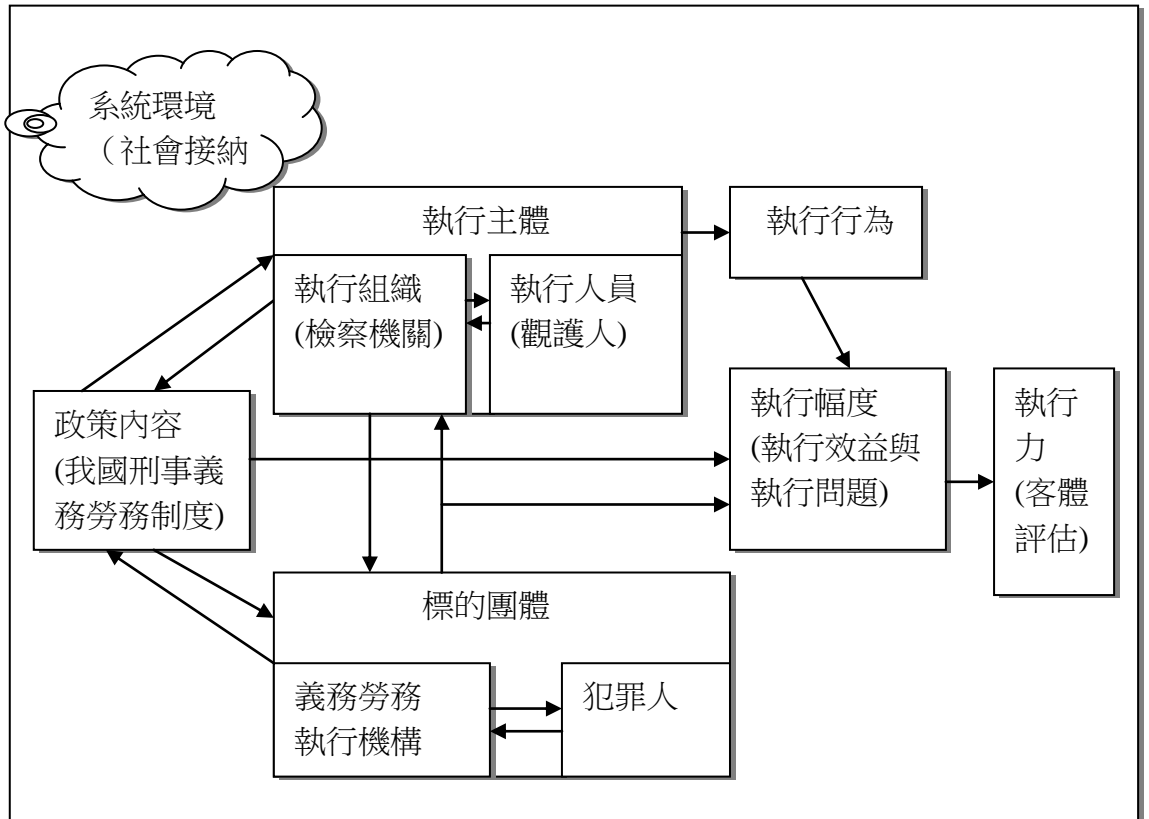 系統環境
（社會接納
執行主體
執行行為
執行組織
(檢察機關)
執行人員
(觀護人)
政策內容
(我國刑事義
務勞務制度)
執行幅度
(執行效益與
執行問題)
執行
力
(客體
評估)
標的團體
義務勞務
執行機構
犯罪人